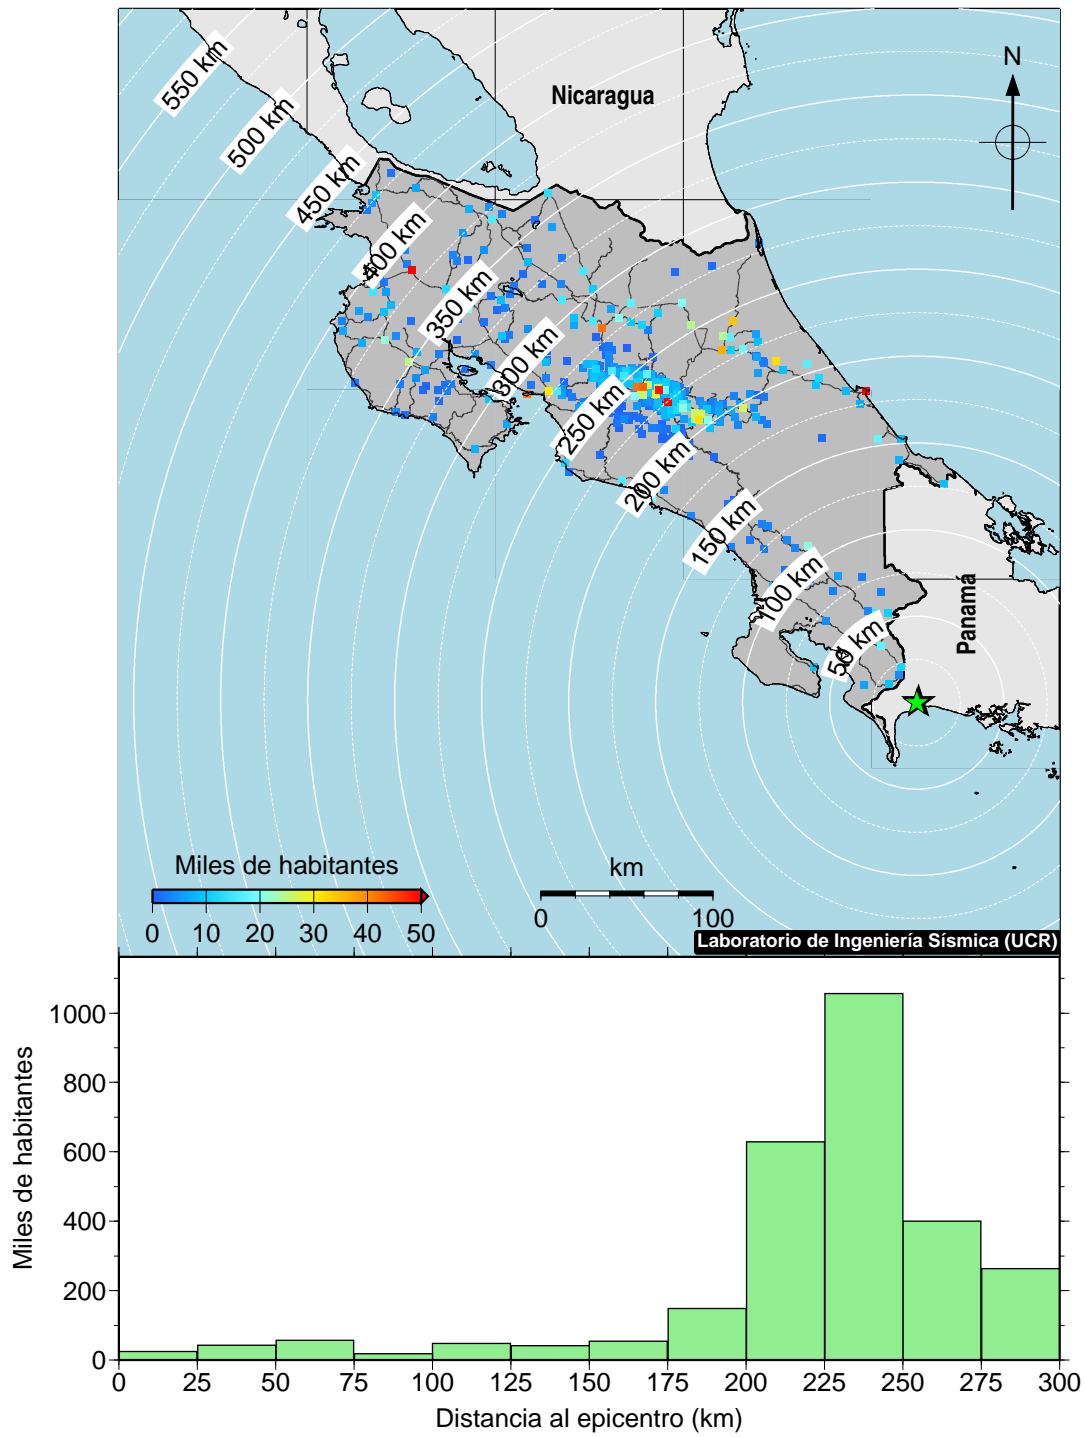 550 km
500 km
450 km
400 km
350 km
300 km
250 km
200 km
150 km
100 km
50 km
Nicaragua
N
Panamá
Miles de habitantes
0 10 20 30 40 50
km
0 100
Laboratorio de Ingeniería Sísmica (UCR)
Miles de habitantes
1000
800
600
400
200
0
0 25 50 75 100 125 150 175 200 225 250 275 300
Distancia al epicentro (km)